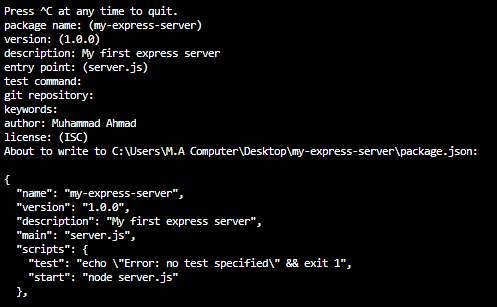 Press ^C at any time to quit.
package name: (my-express-server)
version: (1.0.0)
description: My first express server
entry point: (server.js)
test command:
git repository:
keywords:
author: Muhammad Ahmad
license: (ISC)
About to write to C:\Users\M.A Computer\Desktop\my-express-server\package.json:

{
  "name": "my-express-server",
  "version": "1.0.0",
  "description": "My first express server",
  "main": "server.js",
  "scripts": {
    "test": "echo \"Error: no test specified\" && exit 1",
    "start": "node server.js"
  },